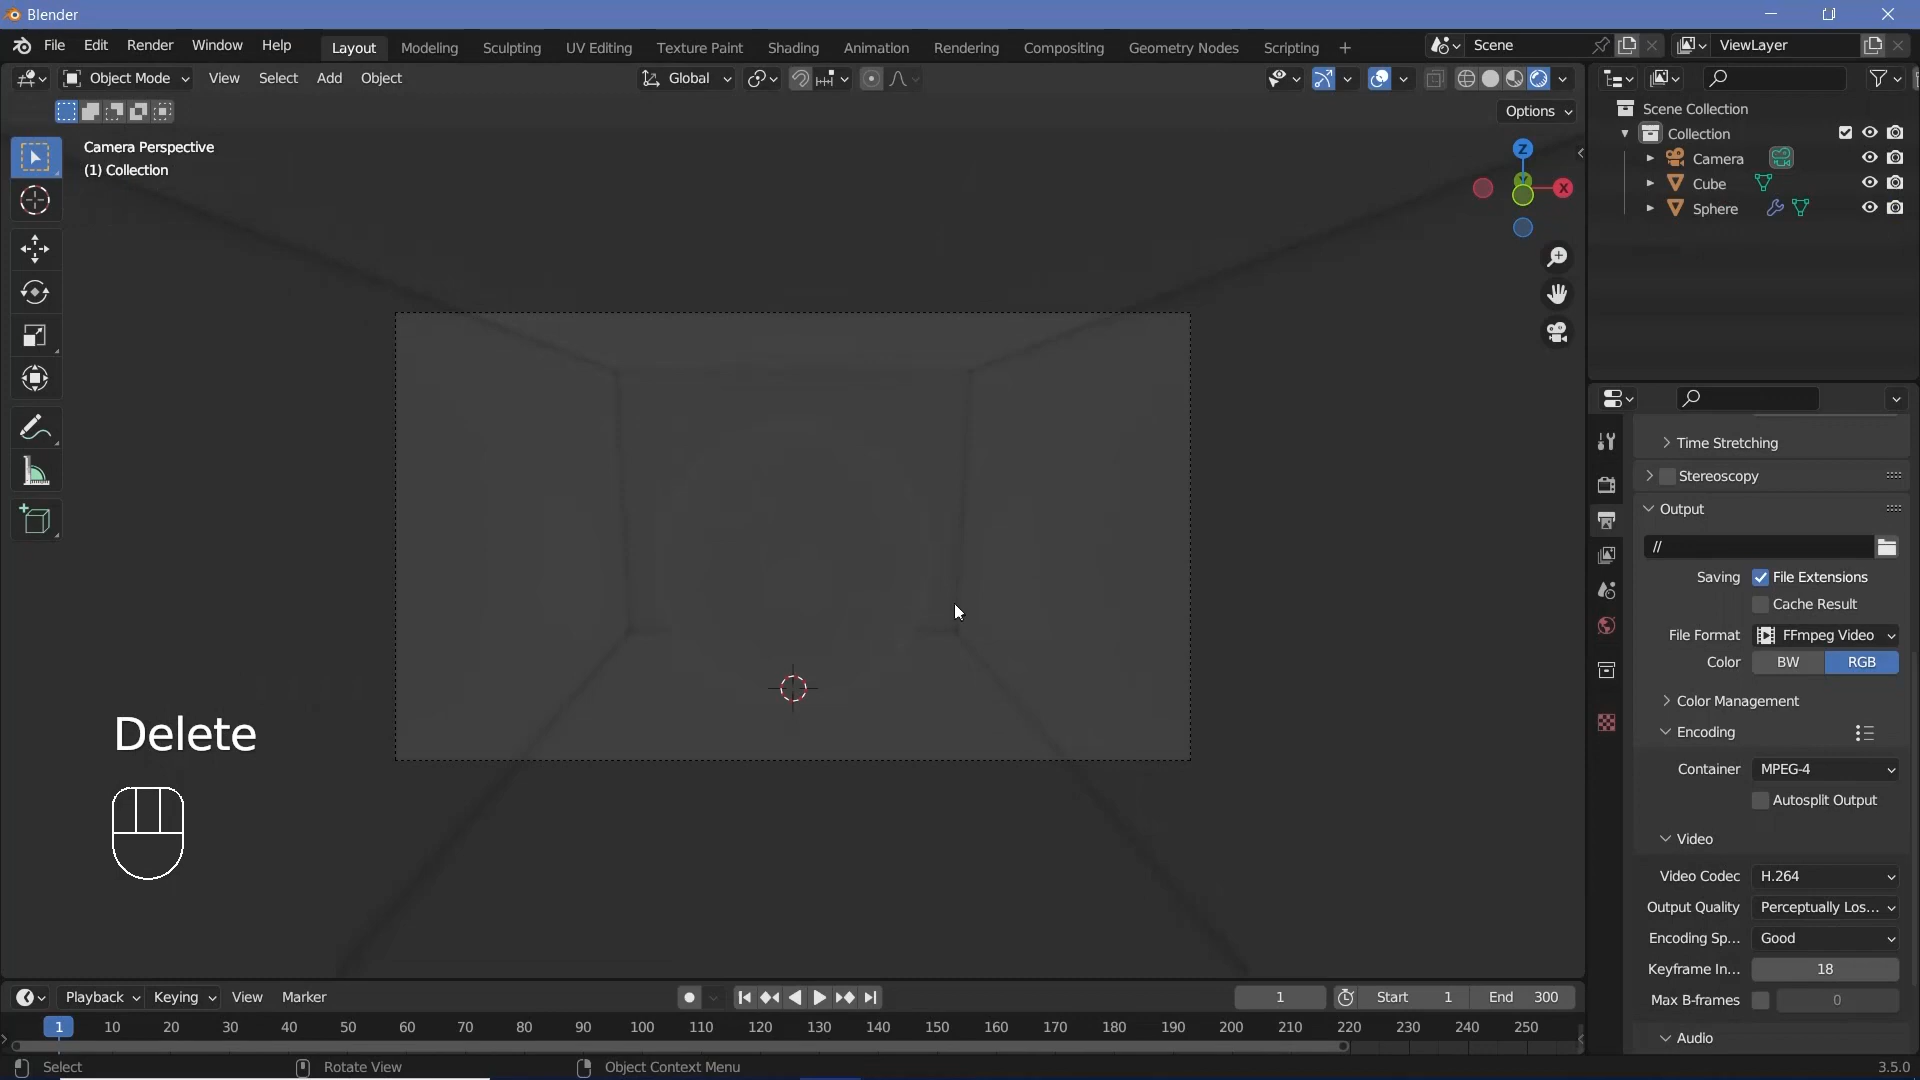 Blender
File Edit Render Window Help Layout Modeling Sculpting UV Editing Texture Paint Shading Animation Rendering Compositing Geometry Nodes Scripting + Scene ViewLayer
Object Mode View Select Add Object Global
Options
Camera Perspective
(1) Collection
Z
Y
X
Scene Collection
Collection
Camera
Cube
Sphere
Time Stretching
Stereoscopy
Output
//
Saving File Extensions
Cache Result
File Format FFmpeg Video
Color BW RGB
Color Management
Encoding
Container MPEG-4
Autosplit Output
Video
Video Codec H.264
Output Quality Perceptually Los...
Encoding Sp... Good
Keyframe In... 18
Max B-frames 0
Audio
Delete
Playback Keying View Marker 1 Start 1 End 300
1 10 20 30 40 50 60 70 80 90 100 110 120 130 140 150 160 170 180 190 200 210 220 230 240 250
Select Rotate View Object Context Menu 3.5.0